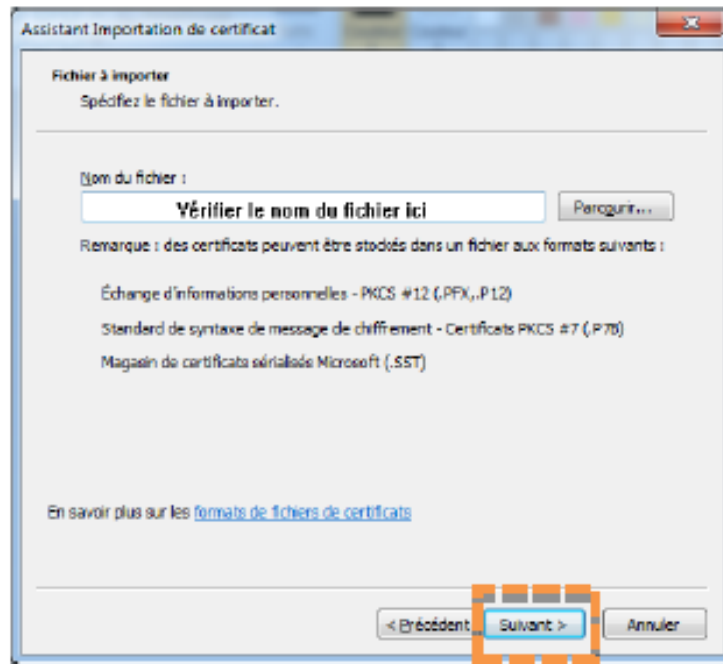 Assistant Importation de certificat
Fichier à importer
Spécifiez le fichier à importer.
Nom du fichier :
Vérifier le nom du fichier ici
Parcourir...
Remarque : des certificats peuvent être stockés dans un fichier aux formats suivants :
Échange d'informations personnelles - PKCS #12 (.PFX,.P12)
Standard de syntaxe de message de chiffrement - Certificats PKCS #7 (.P7B)
Magasin de certificats sérialisés Microsoft (.SST)
En savoir plus sur les formats de fichiers de certificats
< Précédent Suivant > Annuler